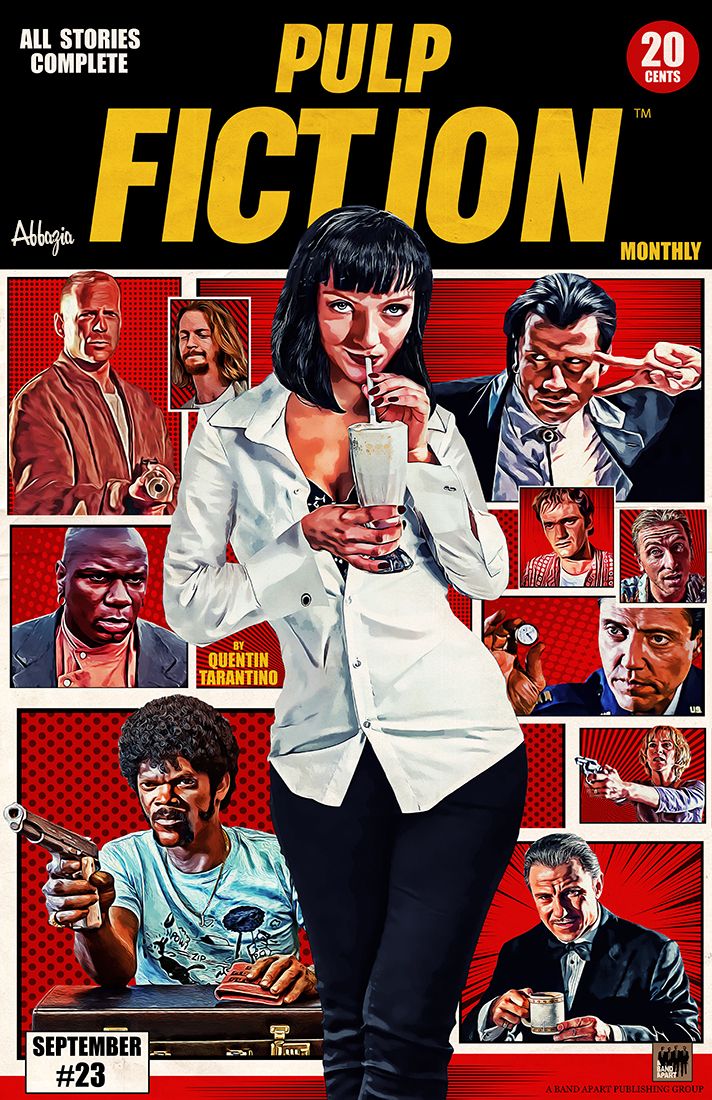 ALL STORIES
COMPLETE
PULP
FICTION
TM
20
CENTS
Abbazia
MONTHLY
BY
QUENTIN
TARANTINO
U.S.
ZIP
SEPTEMBER
#23
BAND
APART
A BAND APART PUBLISHING GROUP